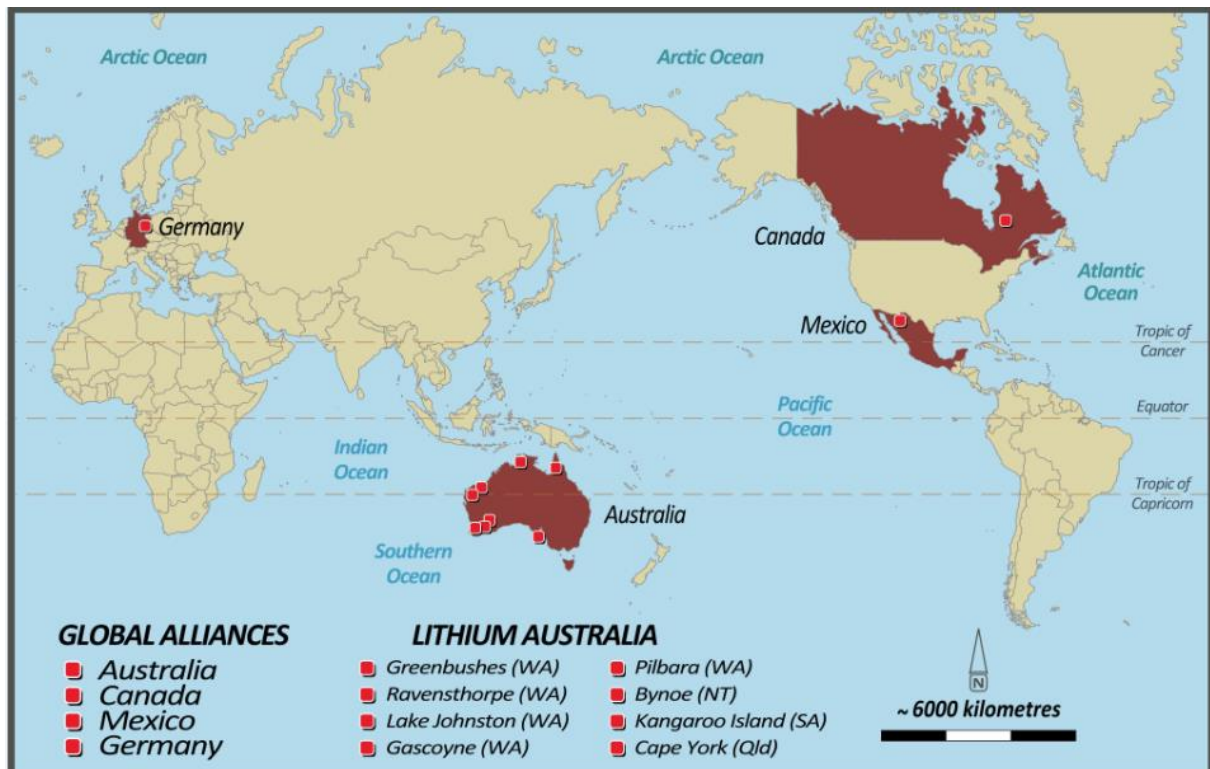 Arctic Ocean
Arctic Ocean
Germany
Canada
Atlantic
Ocean
Mexico
Tropic of
Cancer
Pacific
Ocean
Equator
Indian
Ocean
Tropic of
Capricorn
Australia
Southern
Ocean
GLOBAL ALLIANCES
Australia
Canada
Mexico
Germany
LITHIUM AUSTRALIA
Greenbushes (WA)
Ravensthorpe (WA)
Lake Johnston (WA)
Gascoyne (WA)
Pilbara (WA)
Bynoe (NT)
Kangaroo Island (SA)
Cape York (Qld)
N
~ 6000 kilometres